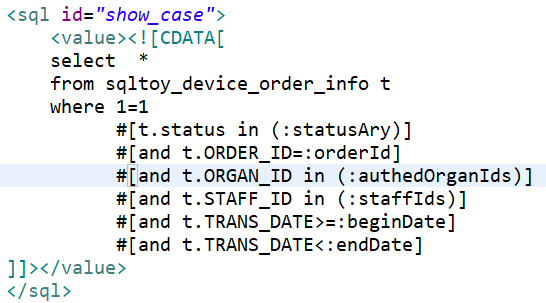 <sql id="show_case">
<value><![CDATA[
select  *
from sqltoy_device_order_info t
where 1=1
#[t.status in (:statusAry)]
#[and t.ORDER_ID=:orderId]
#[and t.ORGAN_ID in (:authedOrganIds)]
#[and t.STAFF_ID in (:staffIds)]
#[and t.TRANS_DATE>=:beginDate]
#[and t.TRANS_DATE<:endDate]
]]></value>
</sql>